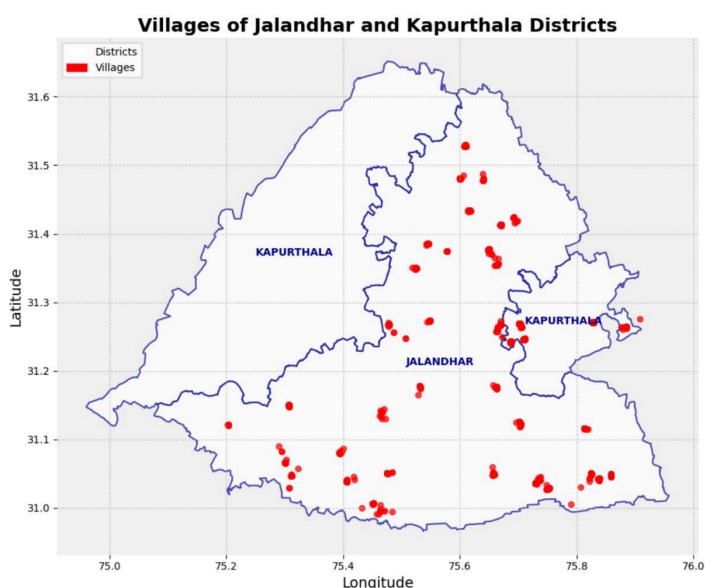 Villages of Jalandhar and Kapurthala Districts
Districts
Villages
31.6
31.5
31.4
31.3
31.2
31.1
31.0
Latitude
KAPURTHALA
KAPURTHALA
JALANDHAR
75.0 75.2 75.4 75.6 75.8 76.0
Longitude